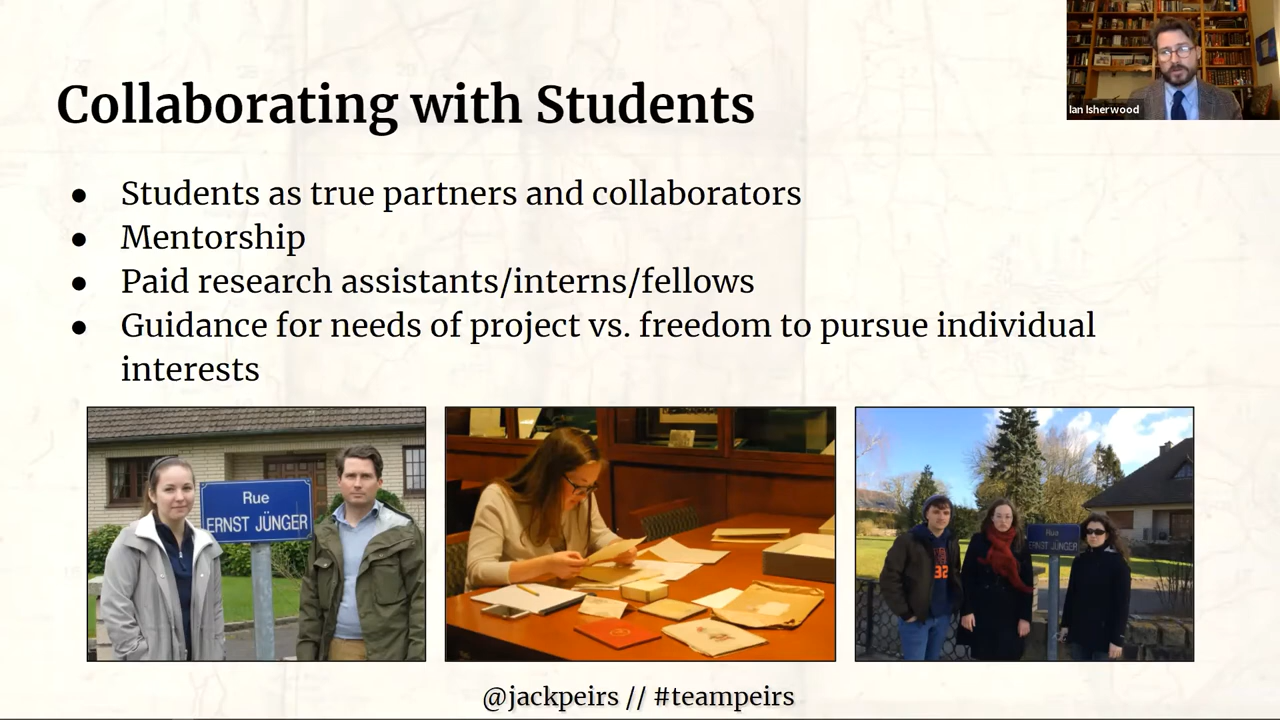 Ian Isherwood
Collaborating with Students
● Students as true partners and collaborators
● Mentorship
● Paid research assistants/interns/fellows
● Guidance for needs of project vs. freedom to pursue individual
interests
Rue
ERNST JÜNGER
32
Rue
ERNST JÜNGER
@jackpeirs // #teampeirs